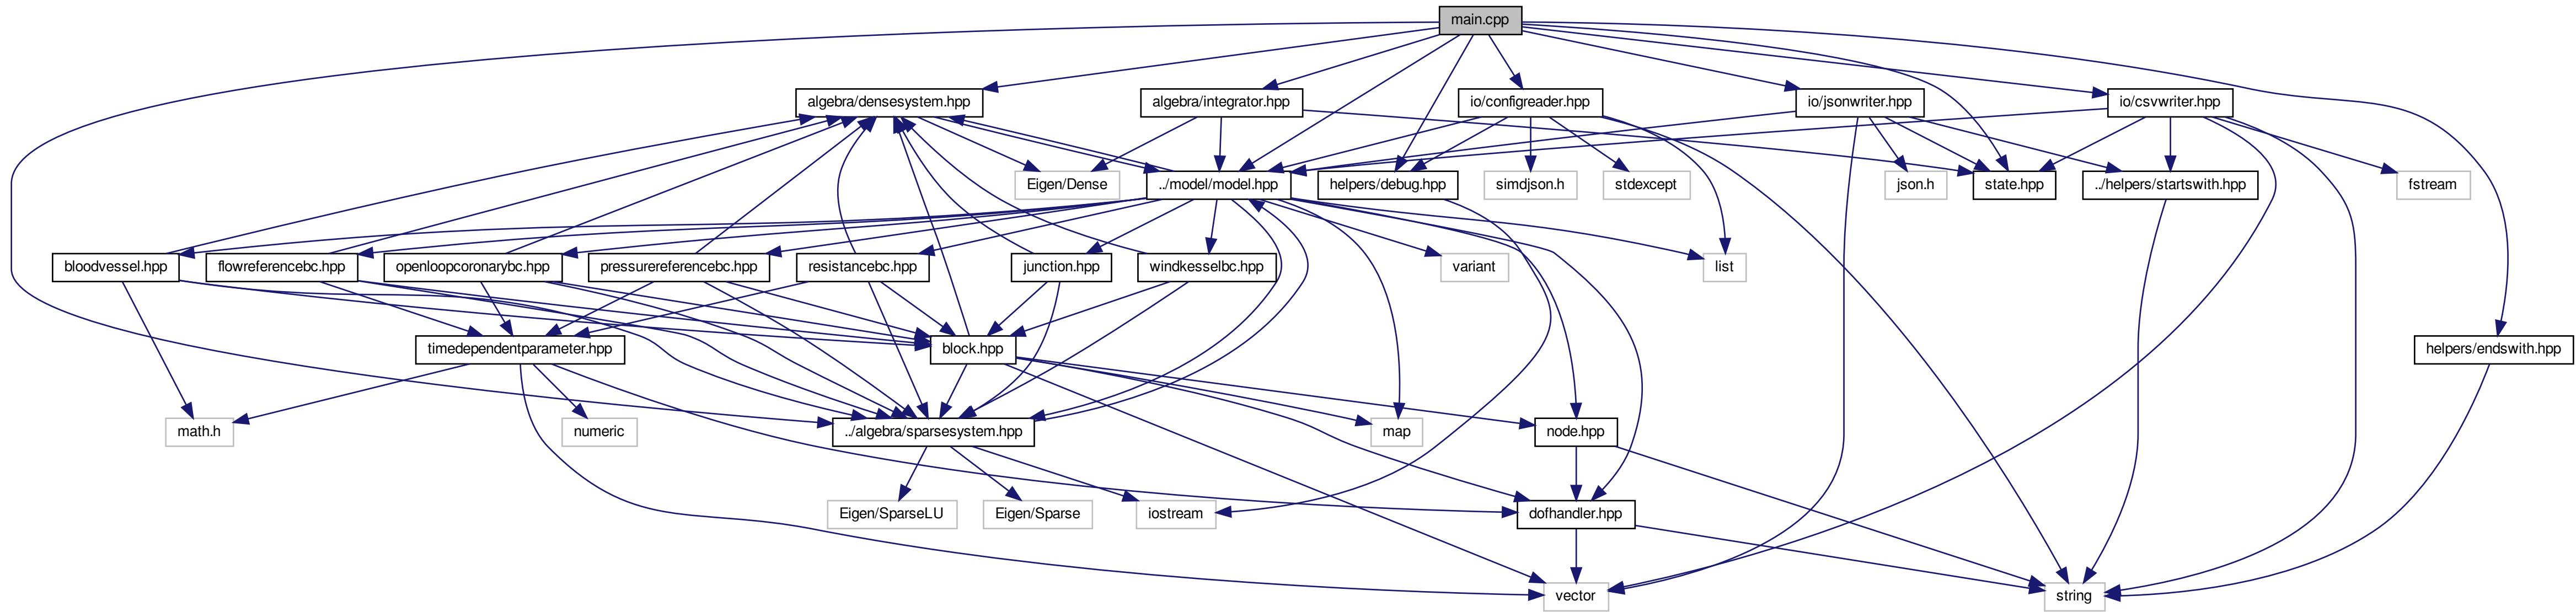 main.cpp
algebra/densesystem.hpp
algebra/integrator.hpp
io/configreader.hpp
io/jsonwriter.hpp
io/csvwriter.hpp
Eigen/Dense
../model/model.hpp
helpers/debug.hpp
simdjson.h
stdexcept
json.h
state.hpp
../helpers/startswith.hpp
fstream
bloodvessel.hpp
flowreferencebc.hpp
openloopcoronarybc.hpp
pressurereferencebc.hpp
resistancebc.hpp
junction.hpp
windkesselbc.hpp
variant
list
timedependentparameter.hpp
block.hpp
helpers/endswith.hpp
math.h
numeric
../algebra/sparsesystem.hpp
map
node.hpp
Eigen/SparseLU
Eigen/Sparse
iostream
dofhandler.hpp
vector
string